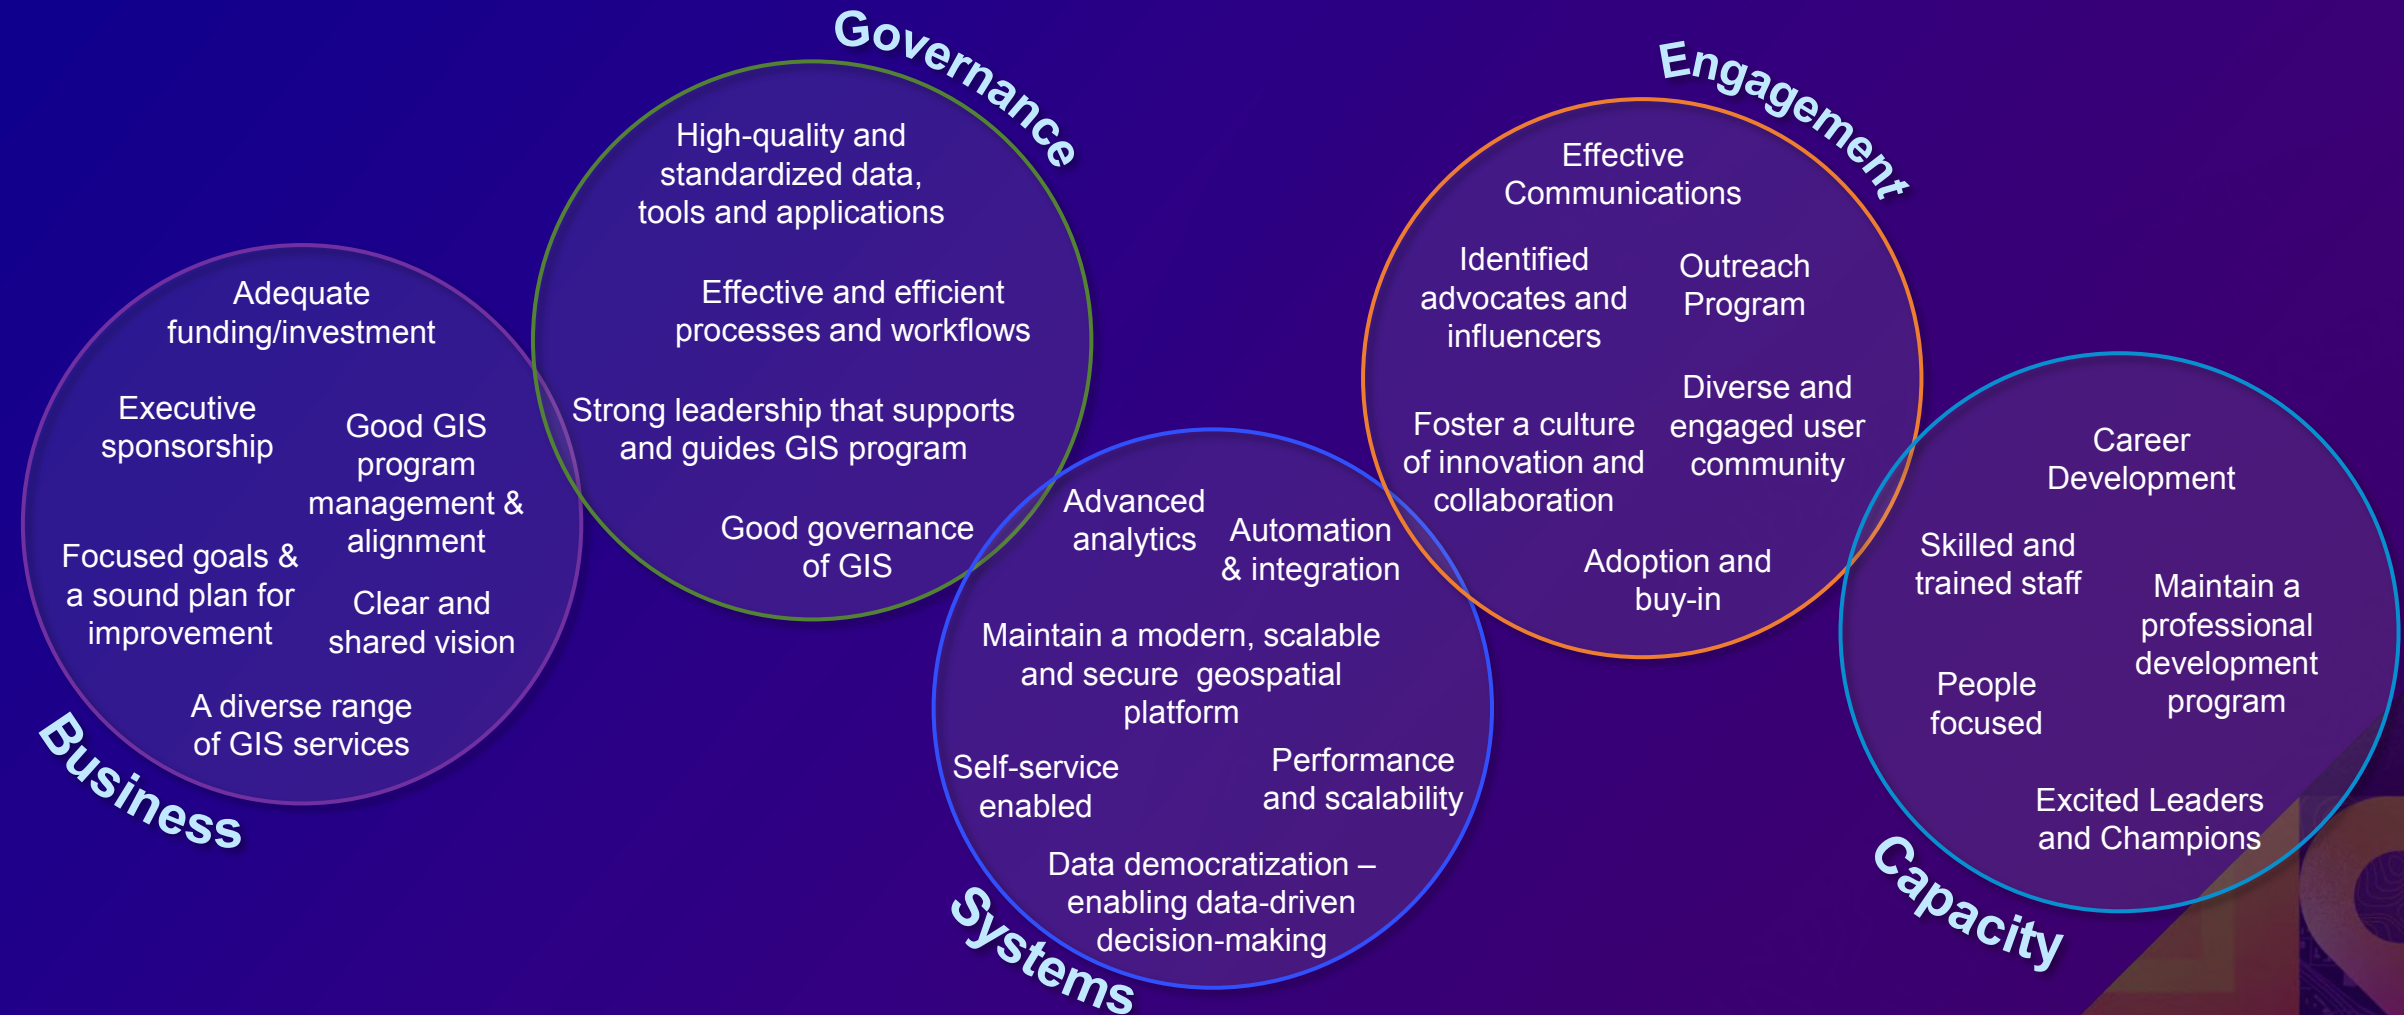 Business
Adequate
funding/investment
Executive
sponsorship
Good GIS
program
management &
alignment
Focused goals &
a sound plan for
improvement
Clear and
shared vision
A diverse range
of GIS services
Governance
High-quality and
standardized data,
tools and applications
Effective and efficient
processes and workflows
Strong leadership that supports
and guides GIS program
Good governance
of GIS
Systems
Advanced
analytics
Automation
& integration
Maintain a modern, scalable
and secure geospatial
platform
Self-service
enabled
Performance
and scalability
Data democratization –
enabling data-driven
decision-making
Engagement
Effective
Communications
Identified
advocates and
influencers
Outreach
Program
Foster a culture
of innovation and
collaboration
Diverse and
engaged user
community
Adoption and
buy-in
Capacity
Career
Development
Skilled and
trained staff
Maintain a
professional
development
program
People
focused
Excited Leaders
and Champions